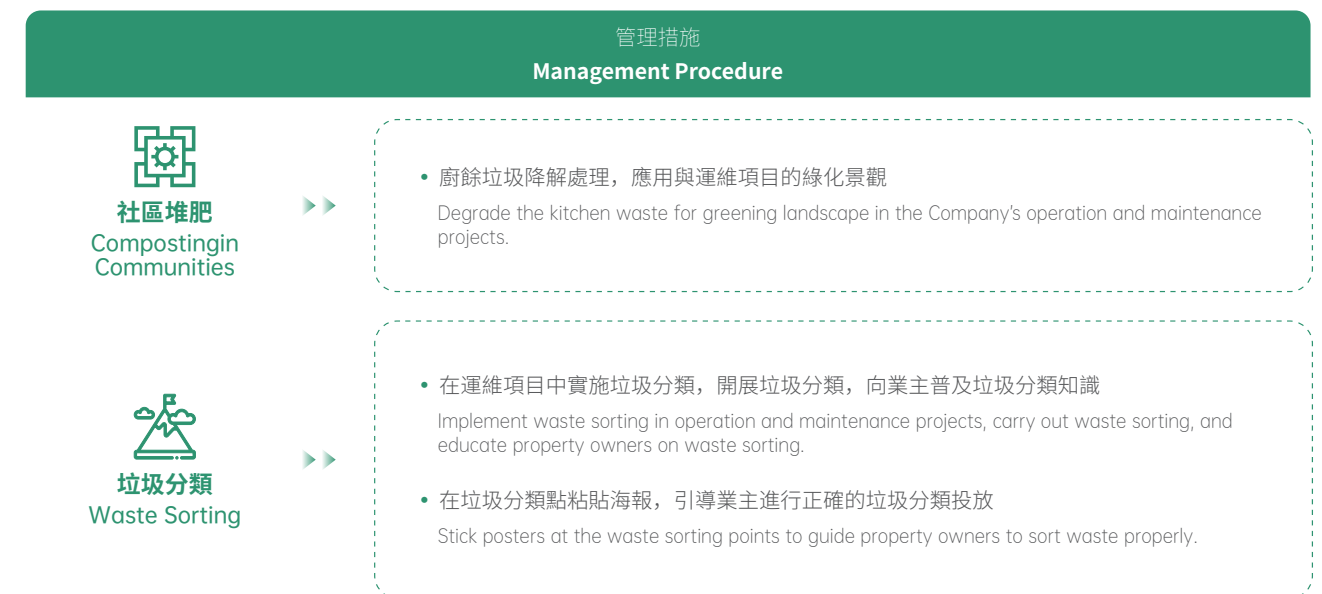 管理措施
Management Procedure
社區堆肥
Compostingin
Communities
• 廚餘垃圾降解處理，應用與運維項目的綠化景觀
Degrade the kitchen waste for greening landscape in the Company's operation and maintenance
projects.
垃圾分類
Waste Sorting
• 在運維項目中實施垃圾分類，開展垃圾分類，向業主普及垃圾分類知識
Implement waste sorting in operation and maintenance projects, carry out waste sorting, and
educate property owners on waste sorting.
• 在垃圾分類點粘貼海報，引導業主進行正確的垃圾分類投放
Stick posters at the waste sorting points to guide property owners to sort waste properly.